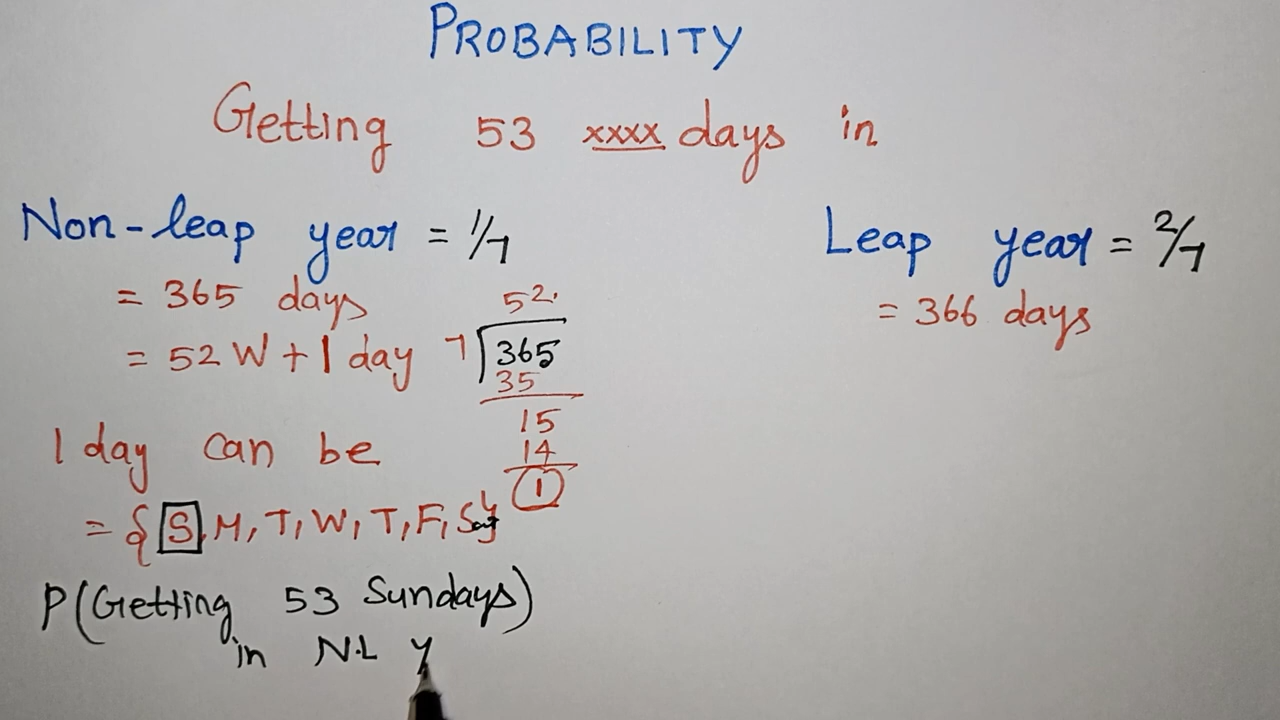 PROBABILITY
Getting 53 xxxx days in
Non-leap year = 1/7
= 365 days
= 52 W + 1 day
52.
7 365
35
15
14
1
1 day can be
= { S, M, T, W, T, F, Sat}
P(Getting 53 Sundays)
in N.L Y
Leap year = 2/7
= 366 days